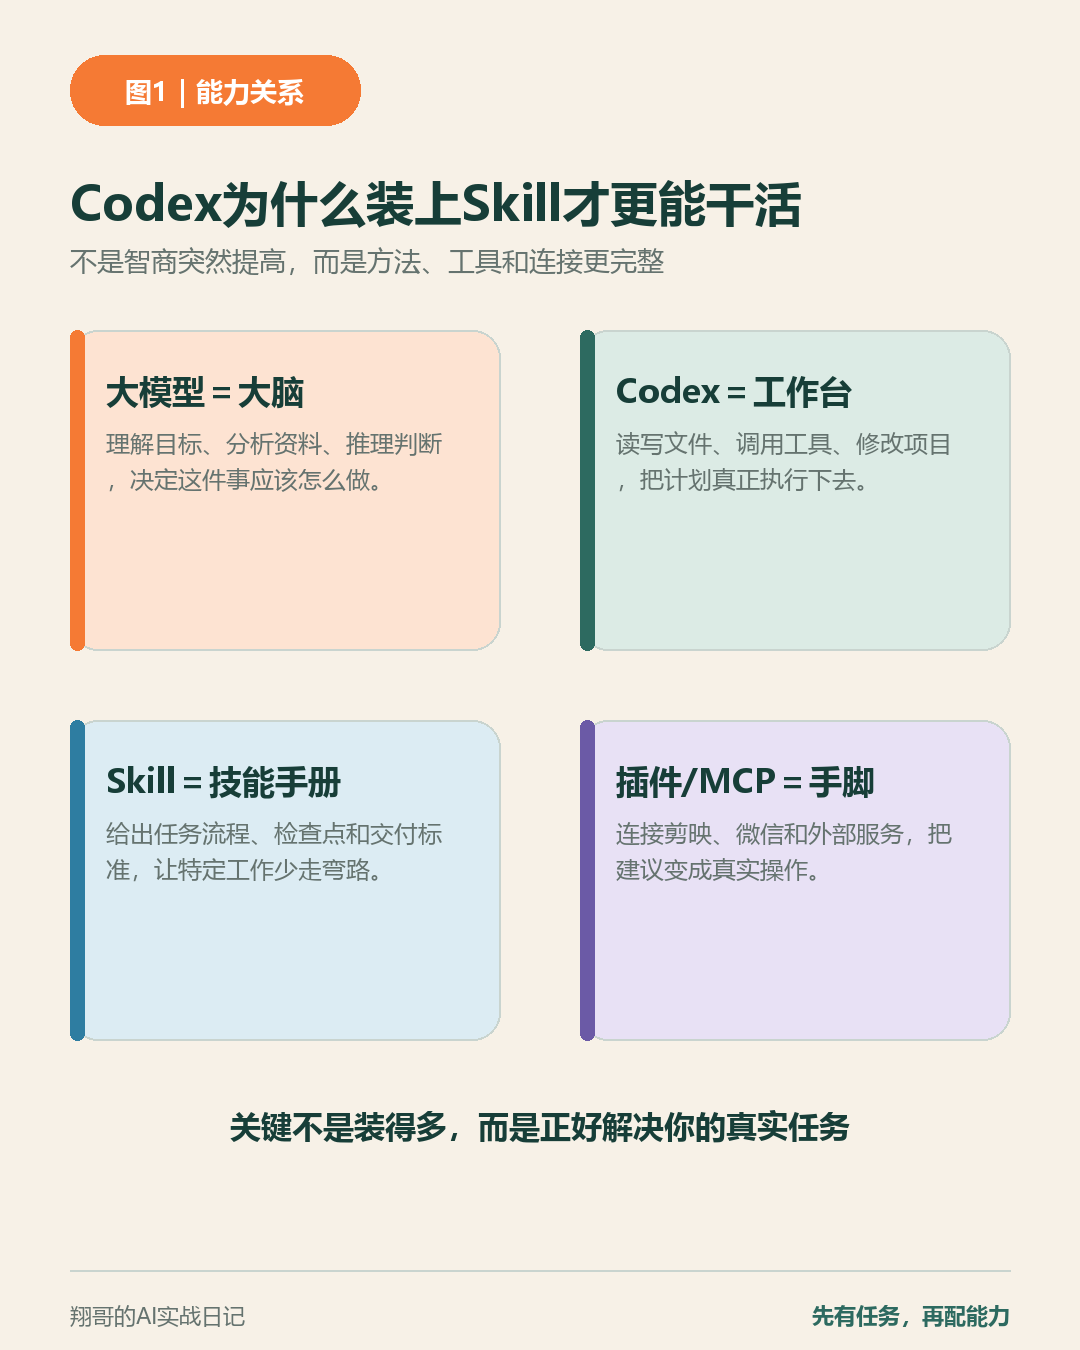 图1｜能力关系
Codex为什么装上Skill才更能干活
不是智商突然提高，而是方法、工具和连接更完整
大模型＝大脑
理解目标、分析资料、推理判断
，决定这件事应该怎么做。
Codex＝工作台
读写文件、调用工具、修改项目
，把计划真正执行下去。
Skill＝技能手册
给出任务流程、检查点和交付标
准，让特定工作少走弯路。
插件/MCP＝手脚
连接剪映、微信和外部服务，把
建议变成真实操作。
关键不是装得多，而是正好解决你的真实任务
翔哥的AI实战日记
先有任务，再配能力